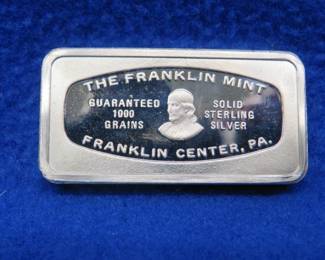 THE FRANKLIN MINT
GUARANTEED
1000
GRAINS
SOLID
STERLING
SILVER
FRANKLIN CENTER, PA.